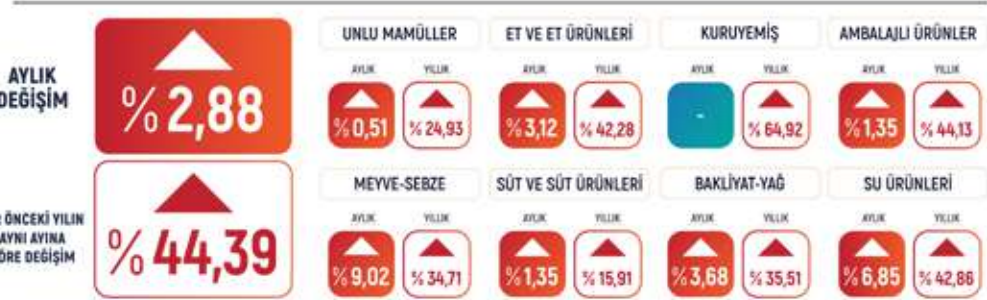 AYLIK
DEĞİŞİM
%2,88
ÖNCEKİ YILIN
AYNI AYINA
GÖRE DEĞİŞİM
%44,39
UNLU MAMÜLLER
AYLIK YILLIK
%0,51 % 24,93
ET VE ET ÜRÜNLERİ
AYLIK YILLIK
%3,12 % 42,28
KURUYEMİŞ
AYLIK YILLIK
- % 64,92
AMBALAJLI ÜRÜNLER
AYLIK YILLIK
%1,35 % 44,13
MEYVE-SEBZE
AYLIK YILLIK
%9,02 % 34,71
SÜT VE SÜT ÜRÜNLERİ
AYLIK YILLIK
%1,35 % 15,91
BAKLİYAT-YAĞ
AYLIK YILLIK
%3,68 % 35,51
SU ÜRÜNLERİ
AYLIK YILLIK
%6,85 % 42,86